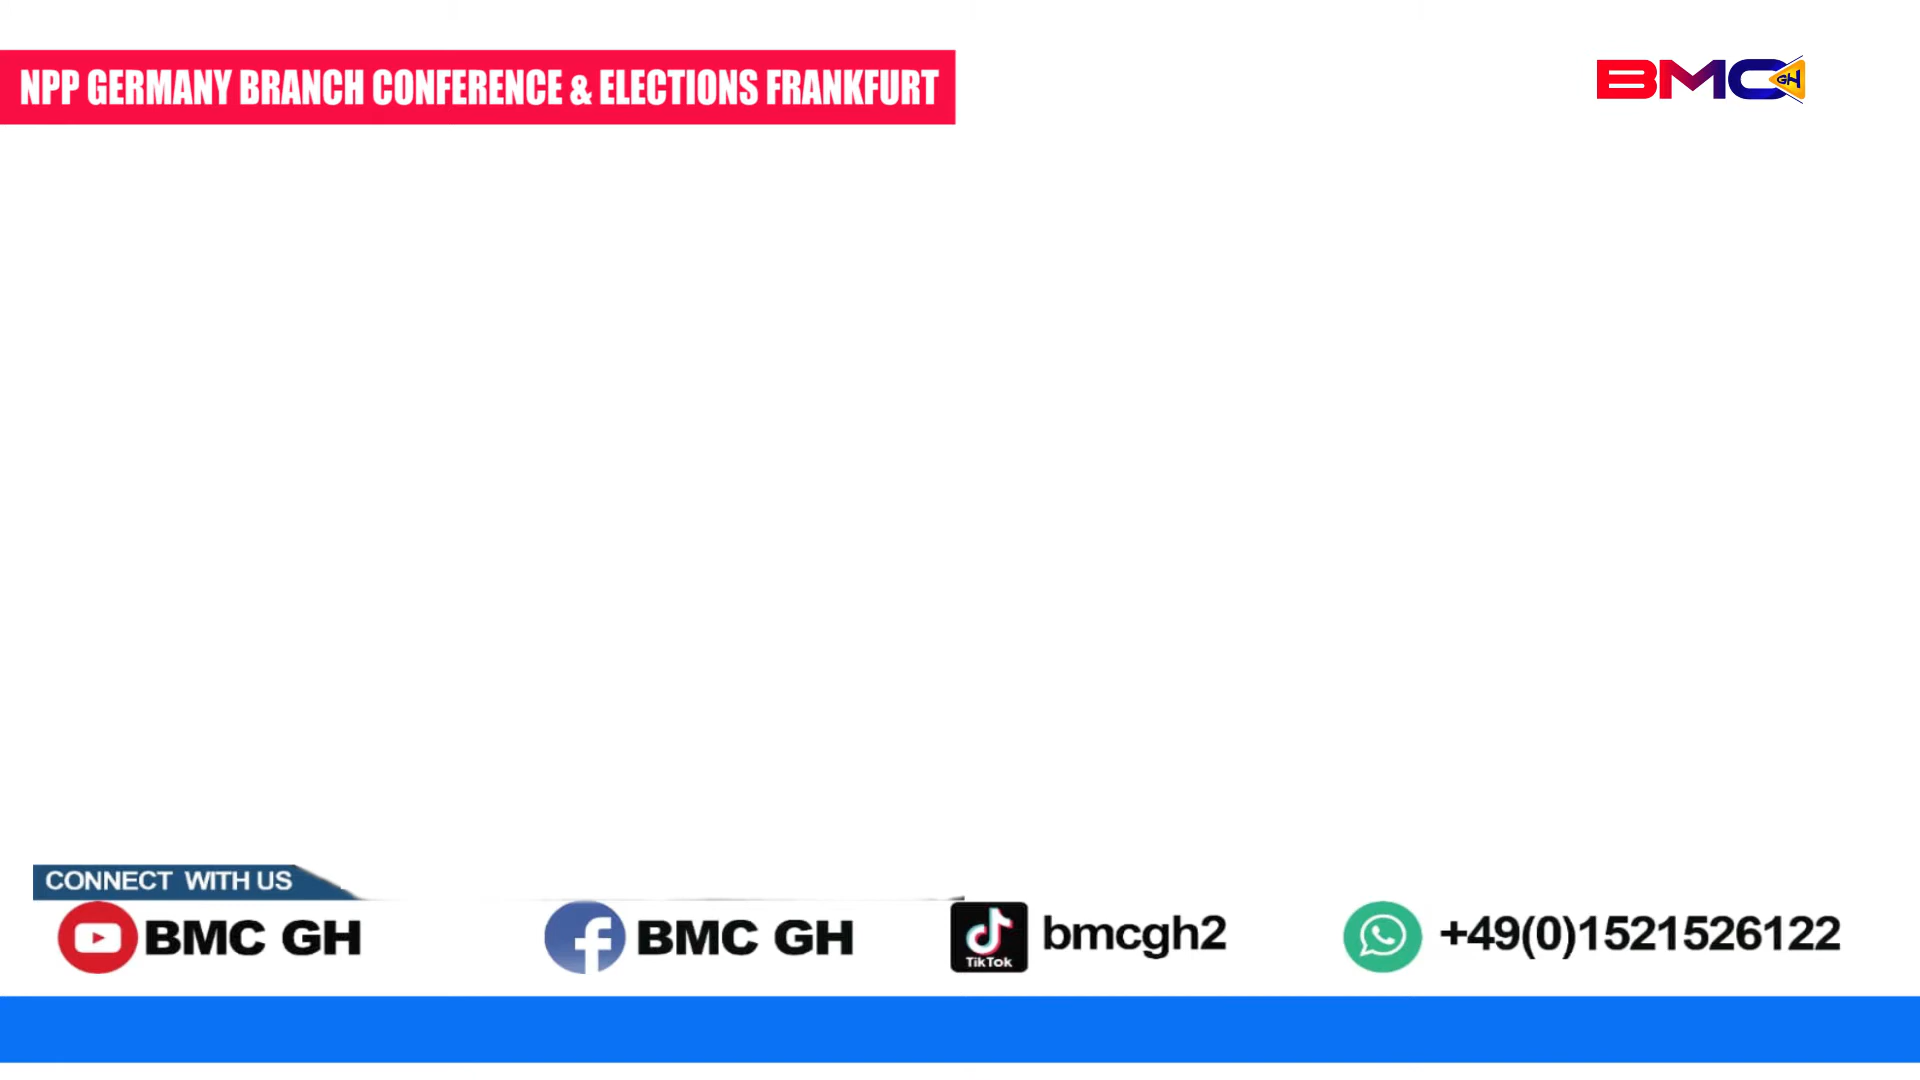 NPP GERMANY BRANCH CONFERENCE & ELECTIONS FRANKFURT
BMC GH
CONNECT WITH US
BMC GH
BMC GH
TikTok
bmcgh2
+49(0)1521526122